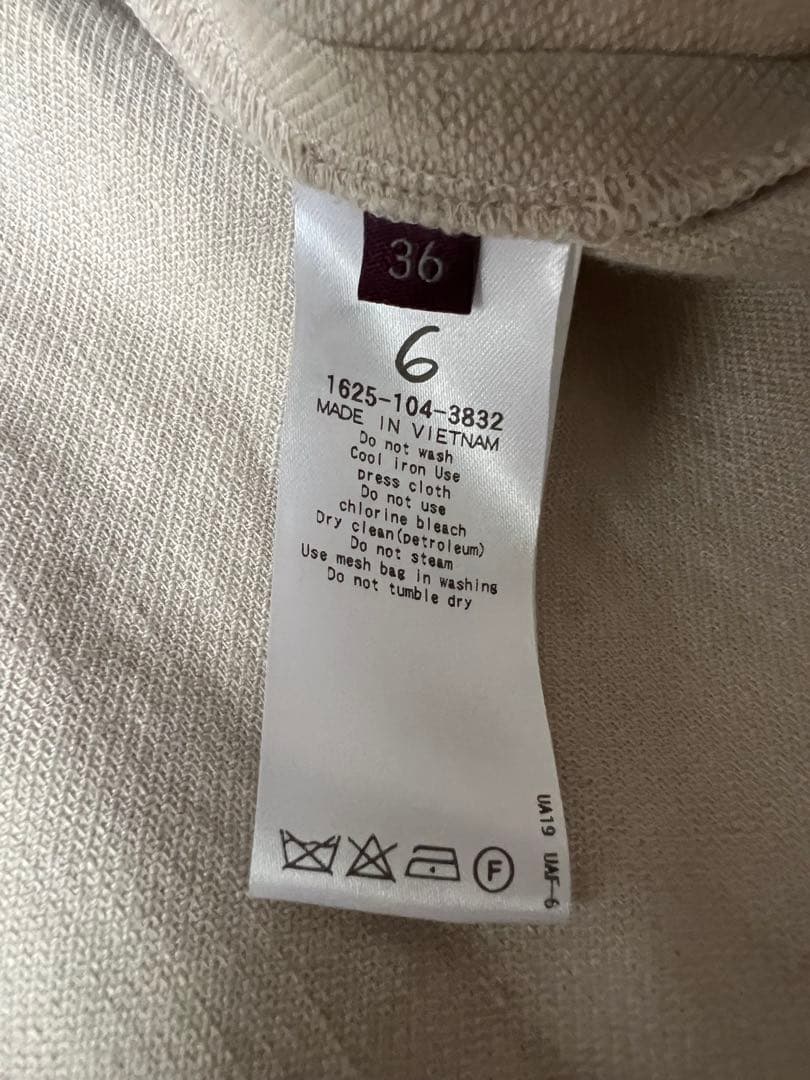 36
6
1625-104-3832
MADE IN VIETNAM
Do not wash
Cool iron Use
press cloth
Do not use
chlorine bleach
Dry clean(petroleum)
Do not steam
Use mesh bag in washing
Do not tumble dry
F
UA19 UAF-6